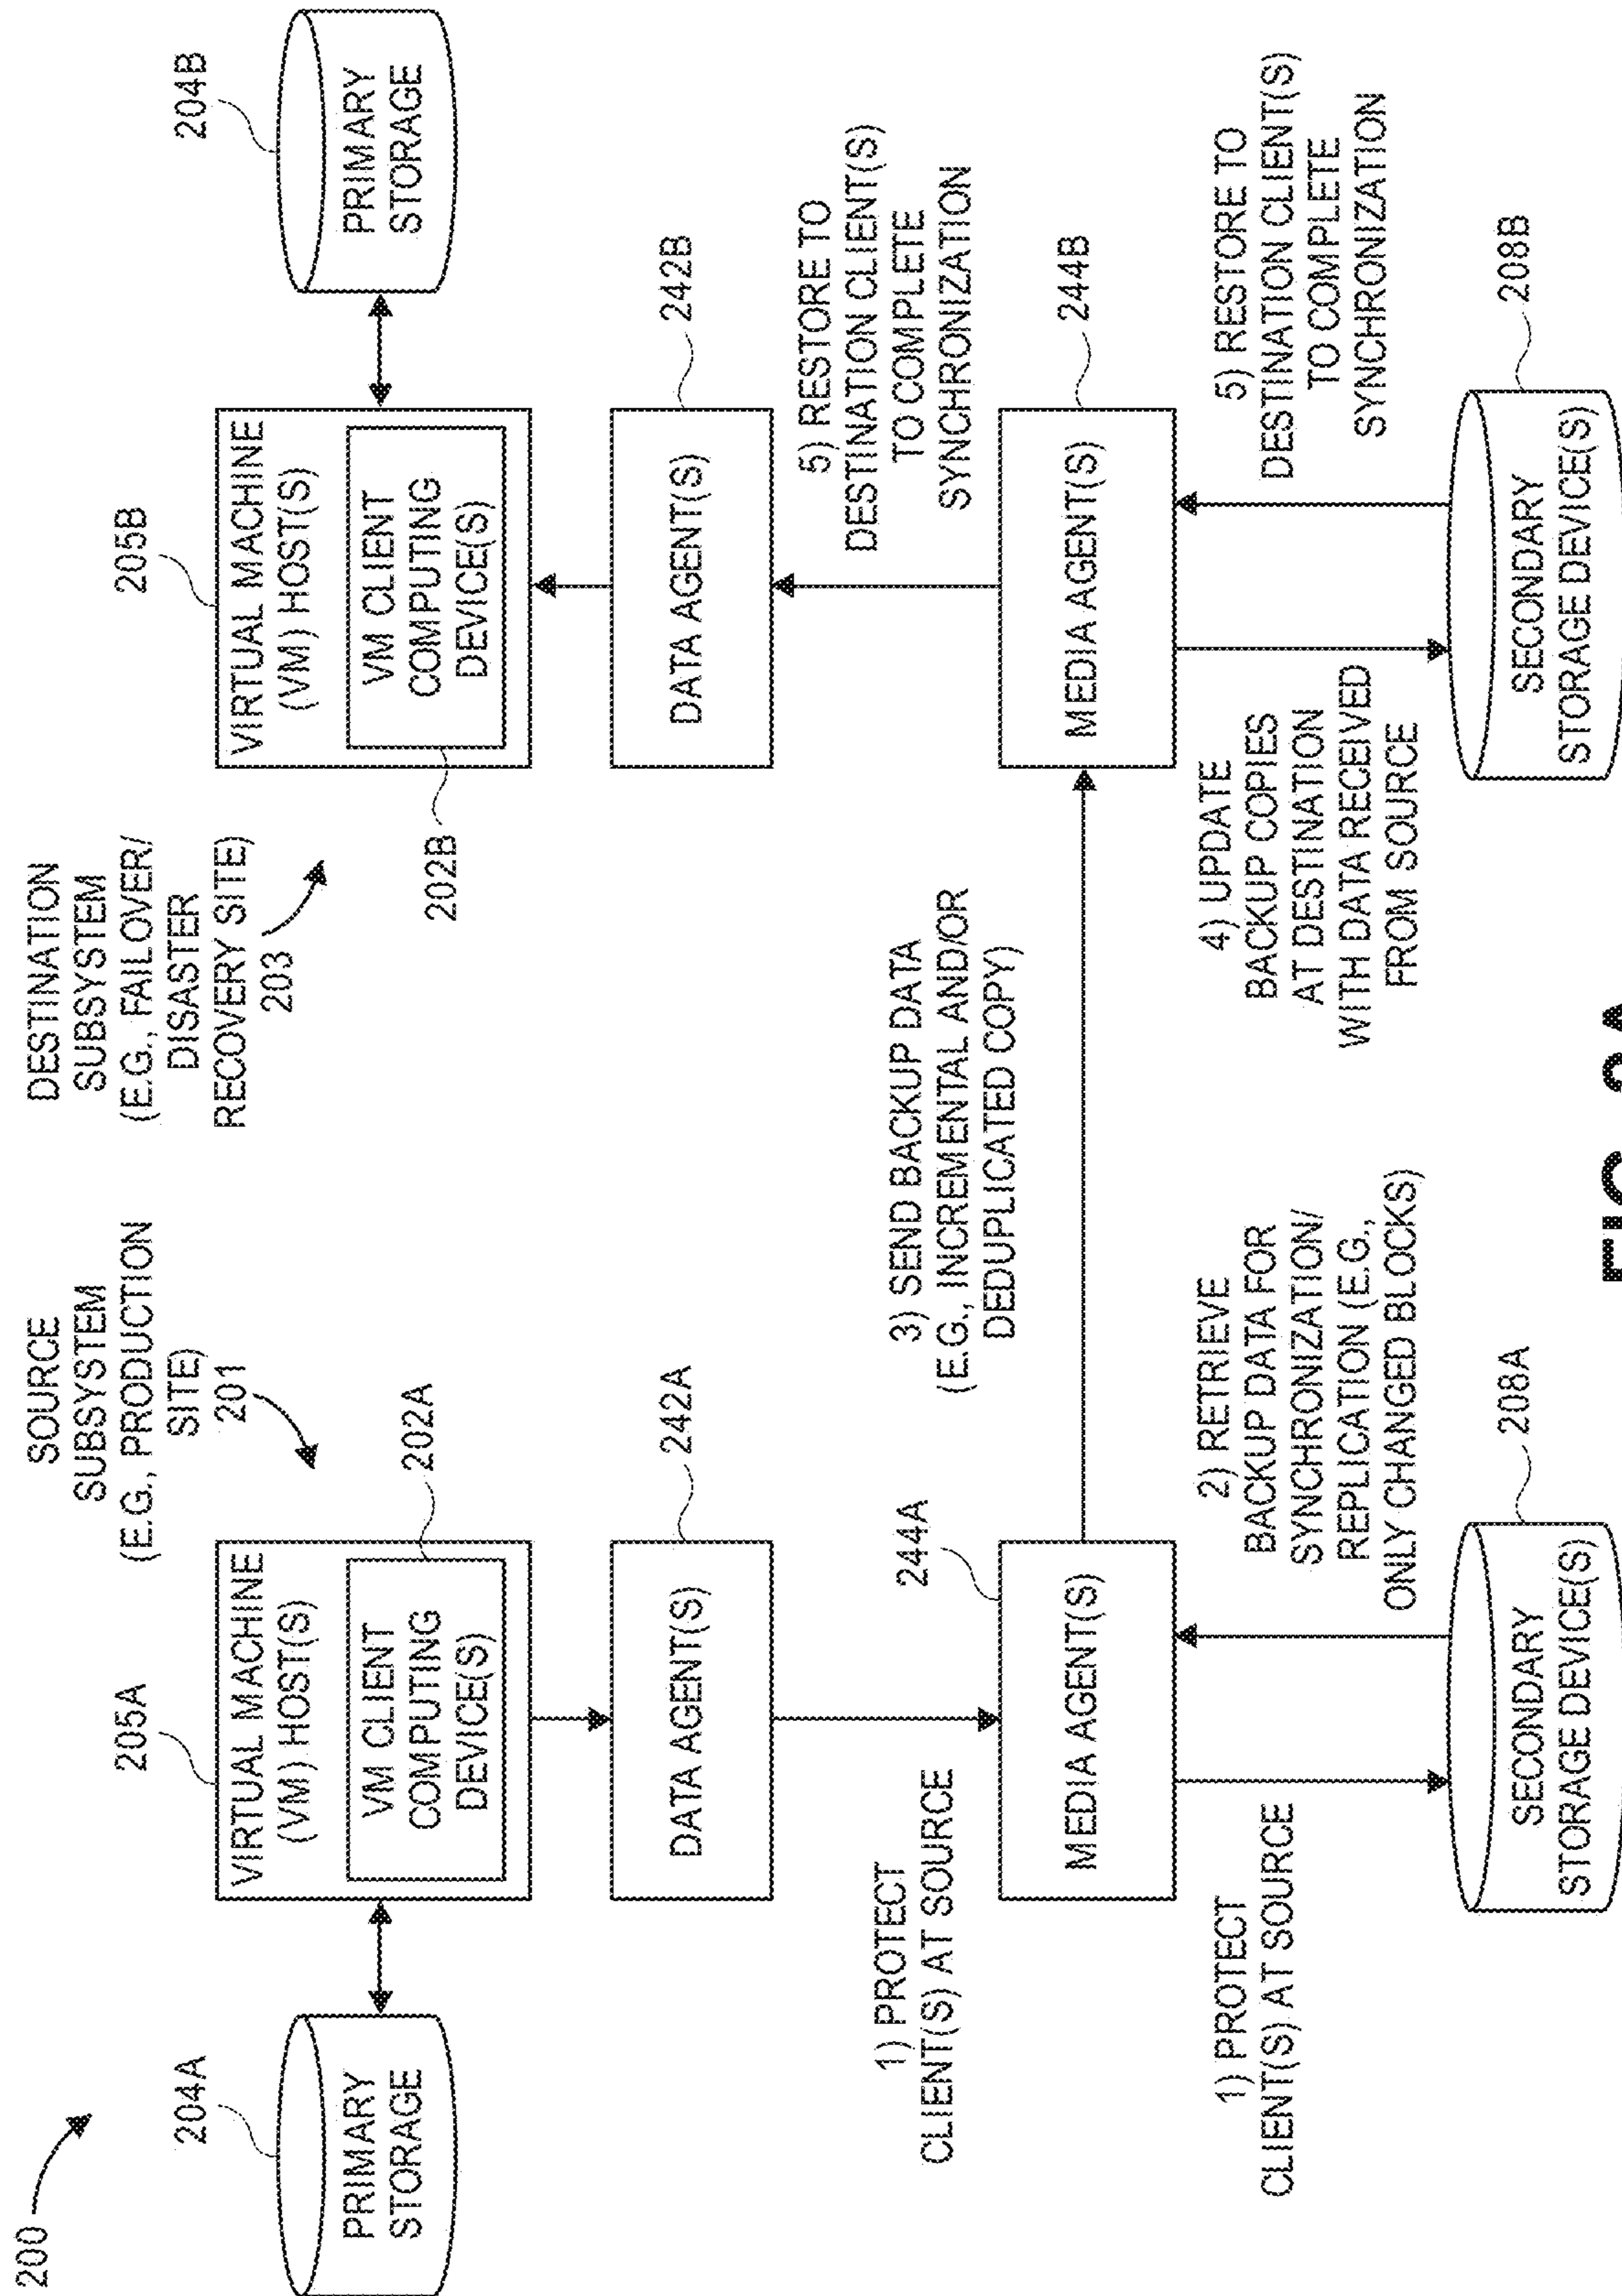 200
SOURCE
SUBSYSTEM
(E.G., PRODUCTION
SITE)
201
DESTINATION
SUBSYSTEM
(E.G., FAILOVER/
DISASTER
RECOVERY SITE)
203
204A
PRIMARY
STORAGE
205A
VIRTUAL MACHINE
(VM) HOST(S)
VM CLIENT
COMPUTING
DEVICE(S)
202A
205B
VIRTUAL MACHINE
(VM) HOST(S)
VM CLIENT
COMPUTING
DEVICE(S)
202B
204B
PRIMARY
STORAGE
DATA AGENT(S)
242A
DATA AGENT(S)
242B
1) PROTECT
CLIENT(S) AT SOURCE
244A
3) SEND BACKUP DATA
(E.G., INCREMENTAL AND/OR
DEDUPLICATED COPY)
5) RESTORE TO
DESTINATION CLIENT(S)
TO COMPLETE
SYNCHRONIZATION
MEDIA AGENT(S)
MEDIA AGENT(S)
244B
1) PROTECT
CLIENT(S) AT SOURCE
2) RETRIEVE
BACKUP DATA FOR
SYNCHRONIZATION/
REPLICATION (E.G.,
ONLY CHANGED BLOCKS)
4) UPDATE
BACKUP COPIES
AT DESTINATION
WITH DATA RECEIVED
FROM SOURCE
5) RESTORE TO
DESTINATION CLIENT(S)
TO COMPLETE
SYNCHRONIZATION
SECONDARY
STORAGE DEVICE(S)
208A
SECONDARY
STORAGE DEVICE(S)
208B